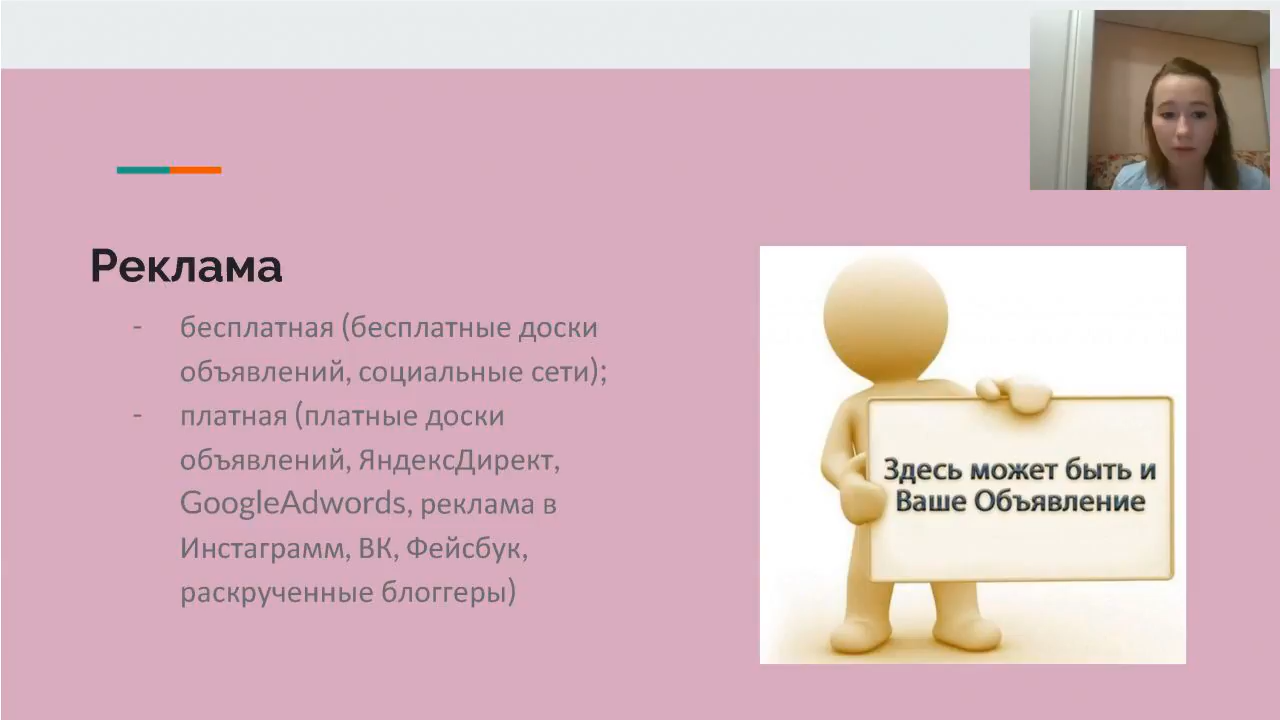 Реклама
- бесплатная (бесплатные доски
объявлений, социальные сети);
- платная (платные доски
объявлений, ЯндексДирект,
GoogleAdwords, реклама в
Инстаграмм, ВК, Фейсбук,
раскрученные блоггеры)
Здесь может быть и
Ваше Объявление